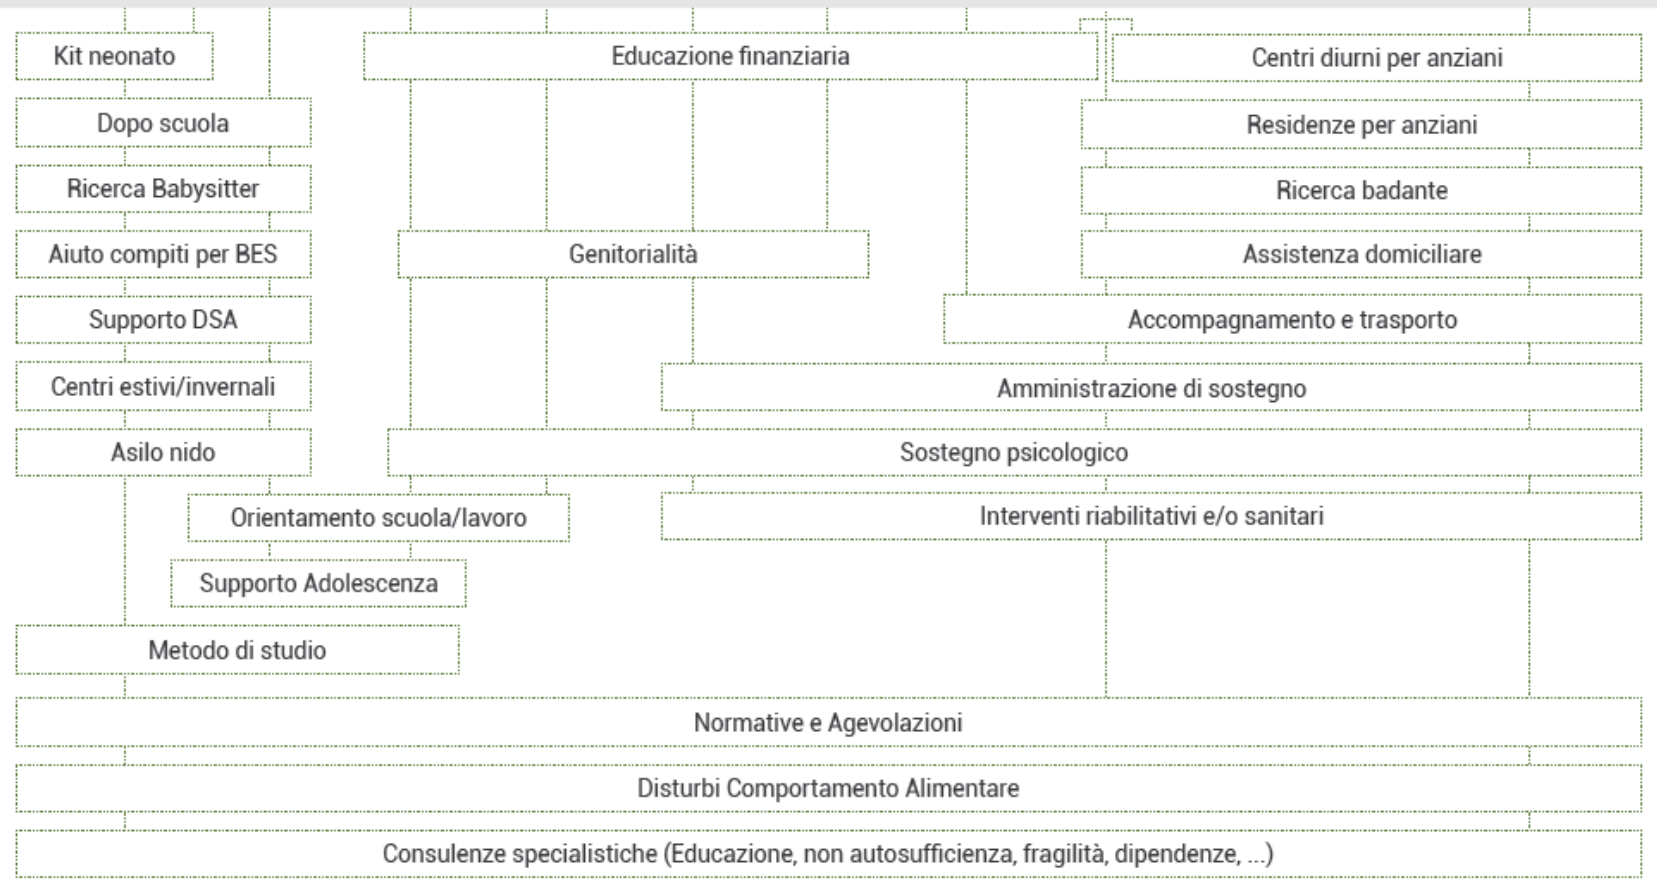 Kit neonato
Educazione finanziaria
Centri diurni per anziani
Dopo scuola
Residenze per anziani
Ricerca Babysitter
Ricerca badante
Aiuto compiti per BES
Genitorialità
Assistenza domiciliare
Supporto DSA
Accompagnamento e trasporto
Centri estivi/invernali
Amministrazione di sostegno
Asilo nido
Sostegno psicologico
Orientamento scuola/lavoro
Interventi riabilitativi e/o sanitari
Supporto Adolescenza
Metodo di studio
Normative e Agevolazioni
Disturbi Comportamento Alimentare
Consulenze specialistiche (Educazione, non autosufficienza, fragilità, dipendenze, ...)